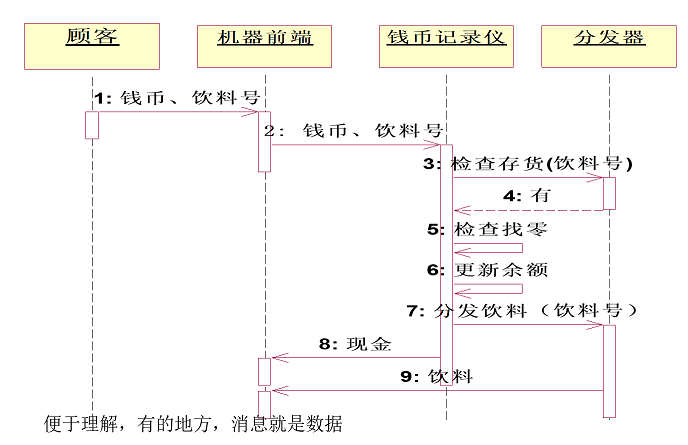 顾客
机器前端
钱币记录仪
分发器
1: 钱币、饮料号
2: 钱币、饮料号
3: 检查存货(饮料号)
4: 有
5: 检查找零
6: 更新余额
7: 分发饮料（饮料号）
8: 现金
9: 饮料
便于理解，有的地方，消息就是数据